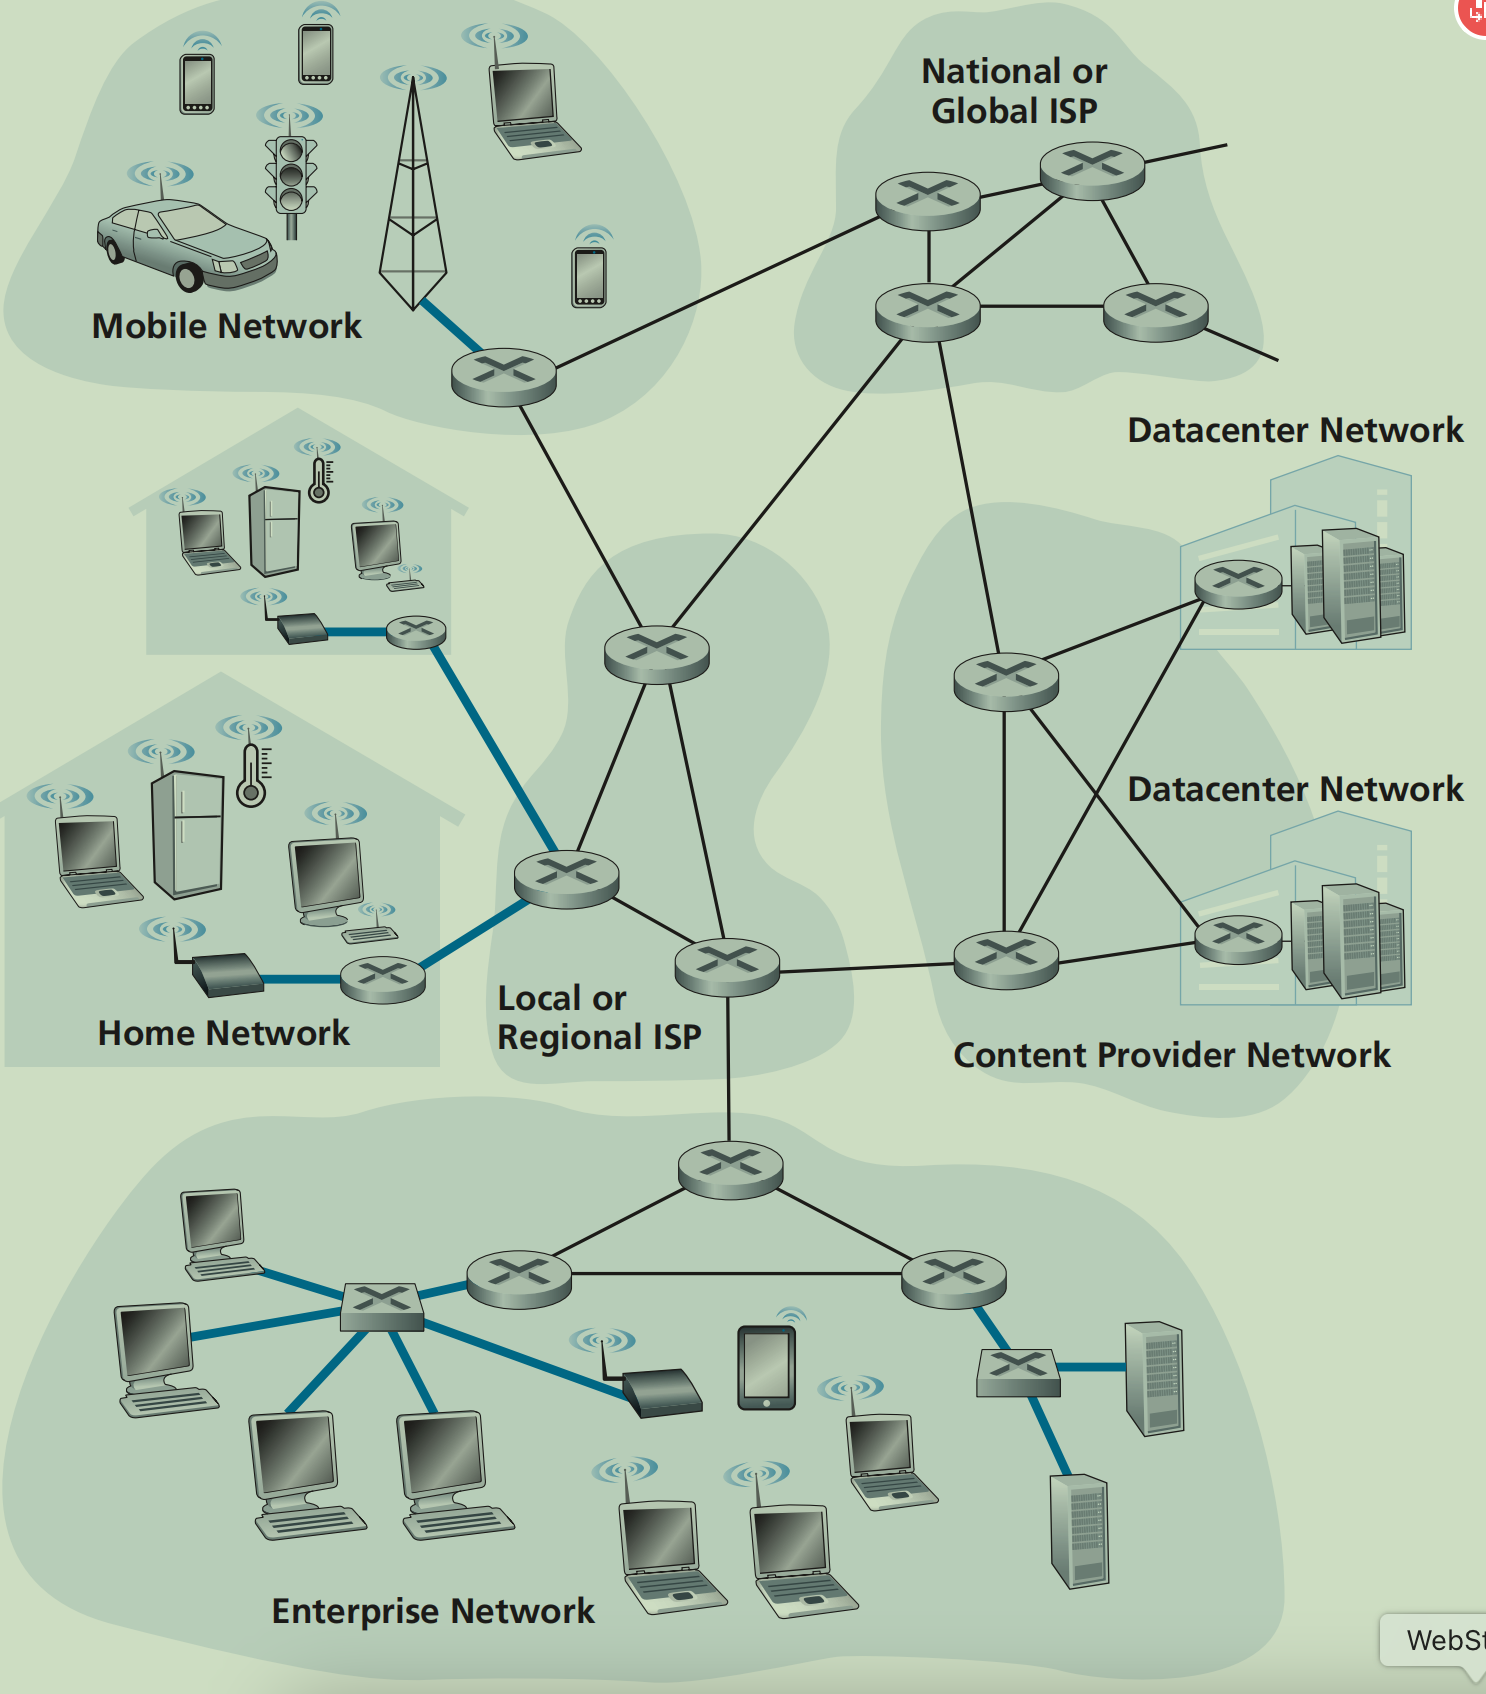 National or
Global ISP
Mobile Network
Datacenter Network
Datacenter Network
Home Network
Local or
Regional ISP
Content Provider Network
Enterprise Network
WebSt